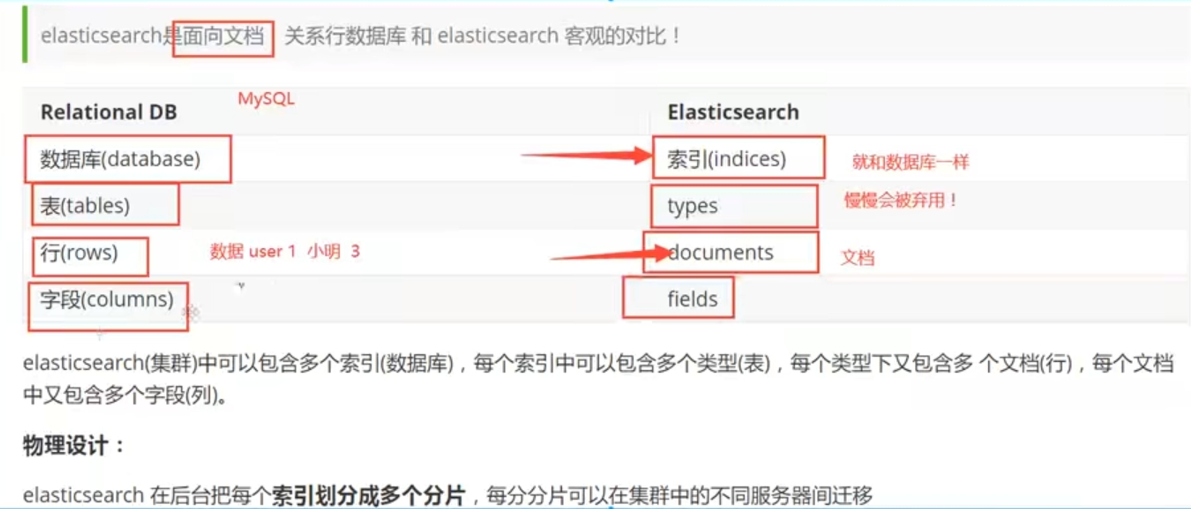 elasticsearch是面向文档 关系行数据库 和 elasticsearch 客观的对比！
MySQL
Relational DB Elasticsearch
数据库(database) 索引(indices) 就和数据库一样
表(tables) types 慢慢会被弃用！
行(rows) 数据 user 1 小明 3 documents 文档
字段(columns) fields
elasticsearch(集群)中可以包含多个索引(数据库)，每个索引中可以包含多个类型(表)，每个类型下又包含多 个文档(行)，每个文档
中又包含多个字段(列)。
物理设计：
elasticsearch 在后台把每个索引划分成多个分片，每分分片可以在集群中的不同服务器间迁移